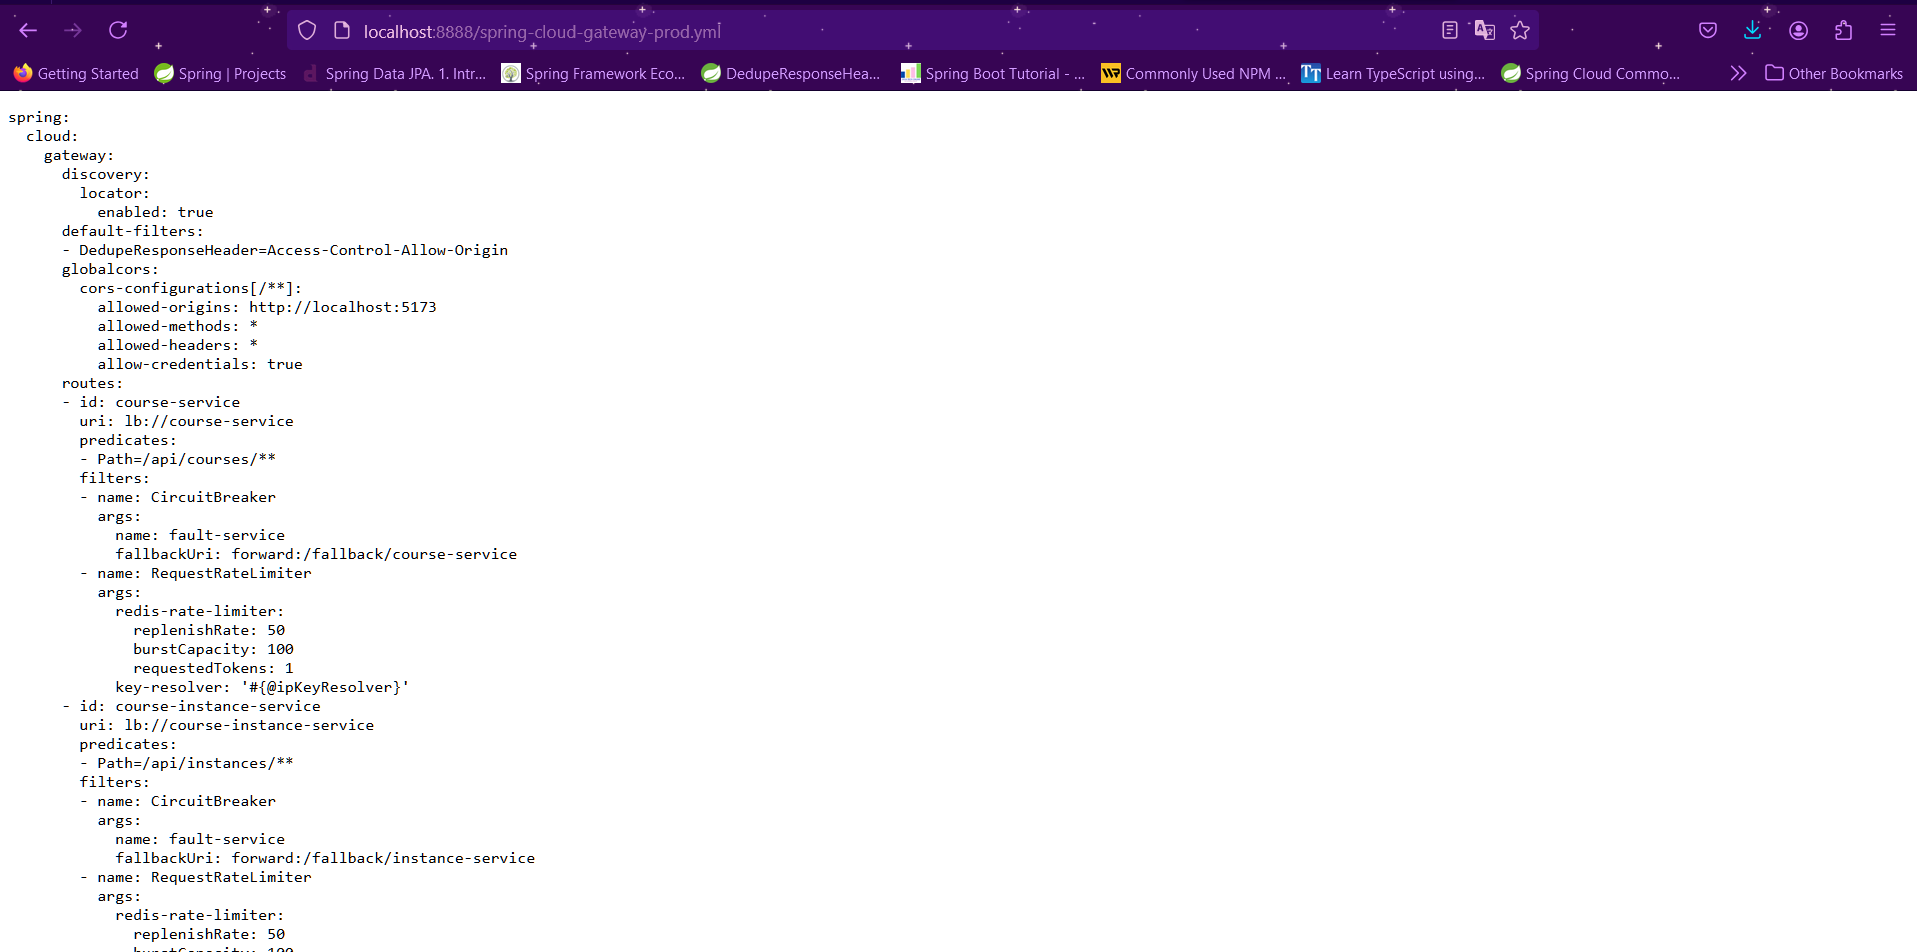 localhost:8888/spring-cloud-gateway-prod.yml
Getting Started Spring | Projects Spring Data JPA. 1. Intr... Spring Framework Eco... DedupeResponseHea... Spring Boot Tutorial - ... Commonly Used NPM ... Learn TypeScript using... Spring Cloud Commo... Other Bookmarks
spring:
  cloud:
    gateway:
      discovery:
        locator:
          enabled: true
      default-filters:
      - DedupeResponseHeader=Access-Control-Allow-Origin
      globalcors:
        cors-configurations[/**]:
          allowed-origins: http://localhost:5173
          allowed-methods: *
          allowed-headers: *
          allow-credentials: true
      routes:
      - id: course-service
        uri: lb://course-service
        predicates:
        - Path=/api/courses/**
        filters:
        - name: CircuitBreaker
          args:
            name: fault-service
            fallbackUri: forward:/fallback/course-service
        - name: RequestRateLimiter
          args:
            redis-rate-limiter:
              replenishRate: 50
              burstCapacity: 100
              requestedTokens: 1
            key-resolver: '#{@ipKeyResolver}'
      - id: course-instance-service
        uri: lb://course-instance-service
        predicates:
        - Path=/api/instances/**
        filters:
        - name: CircuitBreaker
          args:
            name: fault-service
            fallbackUri: forward:/fallback/instance-service
        - name: RequestRateLimiter
          args:
            redis-rate-limiter:
              replenishRate: 50
              burstCapacity: 100